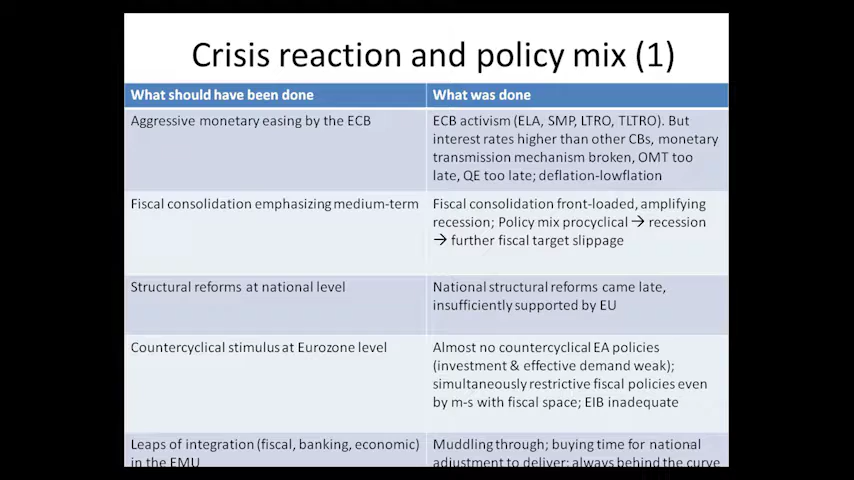 Crisis reaction and policy mix (1)
What should have been done
What was done
Aggressive monetary easing by the ECB
ECB activism (ELA, SMP, LTRO, TLTRO). But
interest rates higher than other CBs, monetary
transmission mechanism broken, OMT too
late, QE too late; deflation-lowflation
Fiscal consolidation emphasizing medium-term
Fiscal consolidation front-loaded, amplifying
recession; Policy mix procyclical → recession
→ further fiscal target slippage
Structural reforms at national level
National structural reforms came late,
insufficiently supported by EU
Countercyclical stimulus at Eurozone level
Almost no countercyclical EA policies
(investment & effective demand weak);
simultaneously restrictive fiscal policies even
by m-s with fiscal space; EIB inadequate
Leaps of integration (fiscal, banking, economic)
in the EMU
Muddling through; buying time for national
adjustment to deliver; always behind the curve